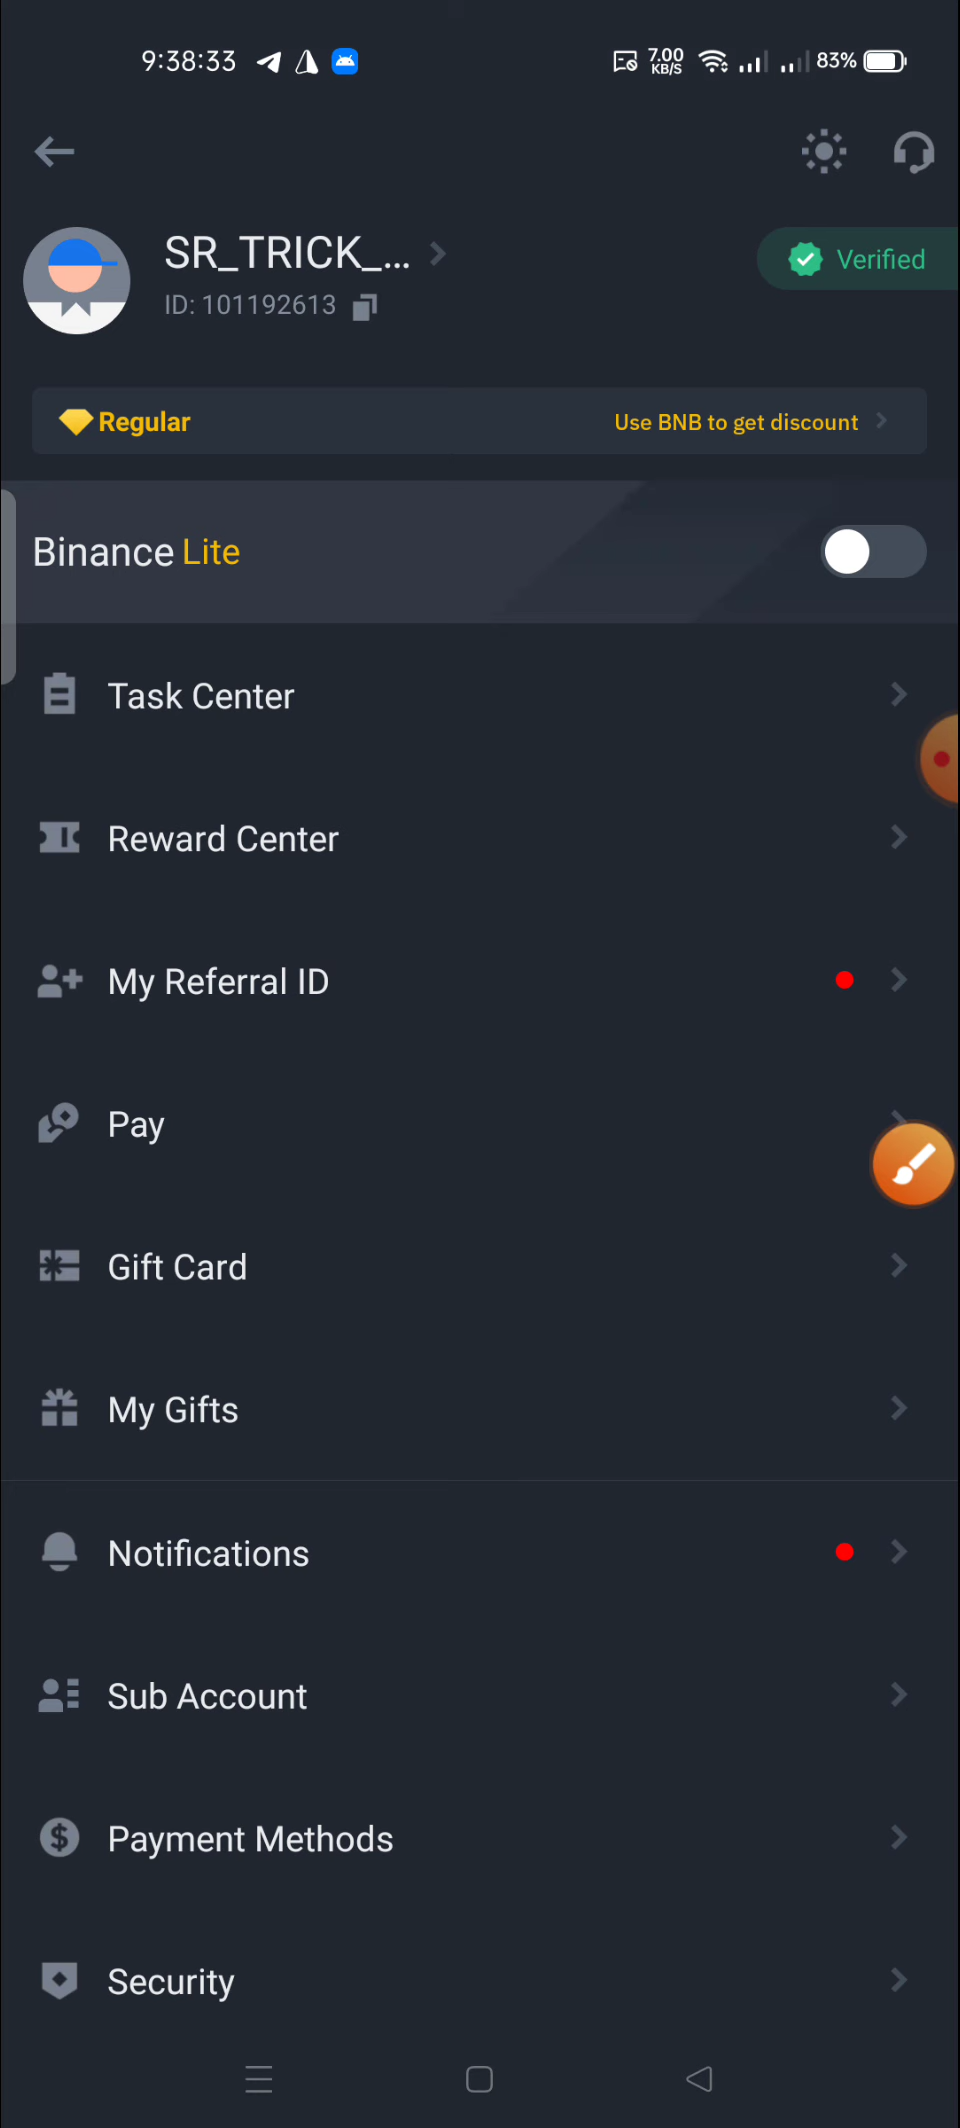 9:38:33
7.00 KB/S
83%
SR_TRICK_...
ID: 101192613
Verified
Regular
Use BNB to get discount
Binance Lite
Task Center
Reward Center
My Referral ID
Pay
Gift Card
My Gifts
Notifications
Sub Account
Payment Methods
Security